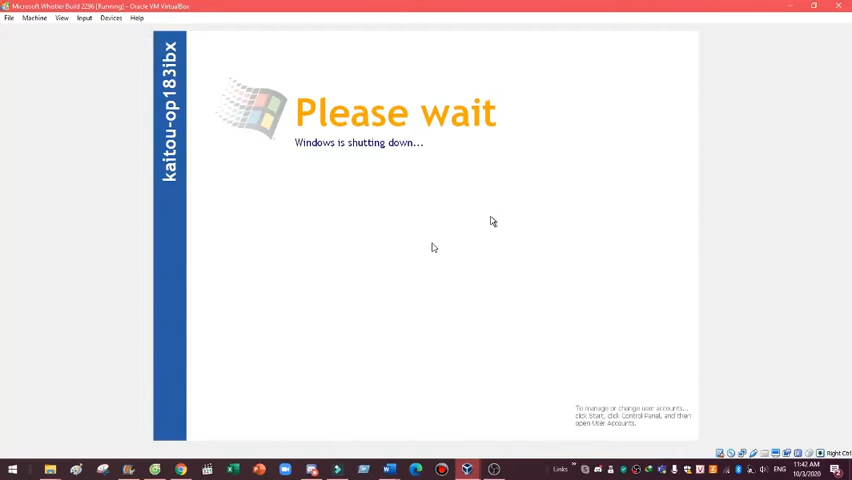 Microsoft Whistler Build 2296 [Running] - Oracle VM VirtualBox
File Machine View Input Devices Help
kaitou-op183ibx
Please wait
Windows is shutting down...
To manage or change user accounts...
click Start, click Control Panel, and then
open User Accounts.
Right Ctrl
Links
ENG
11:42 AM
10/3/2020